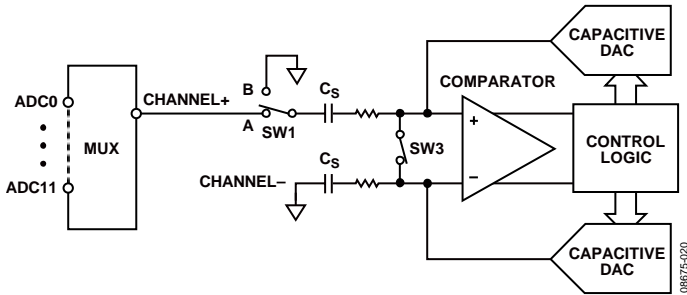 CAPACITIVE
DAC
B
CS
COMPARATOR
ADC0
CHANNEL+
A
SW1
+
MUX
SW3
CONTROL
LOGIC
CS
ADC11
CHANNEL–
–
CAPACITIVE
DAC
08675-020